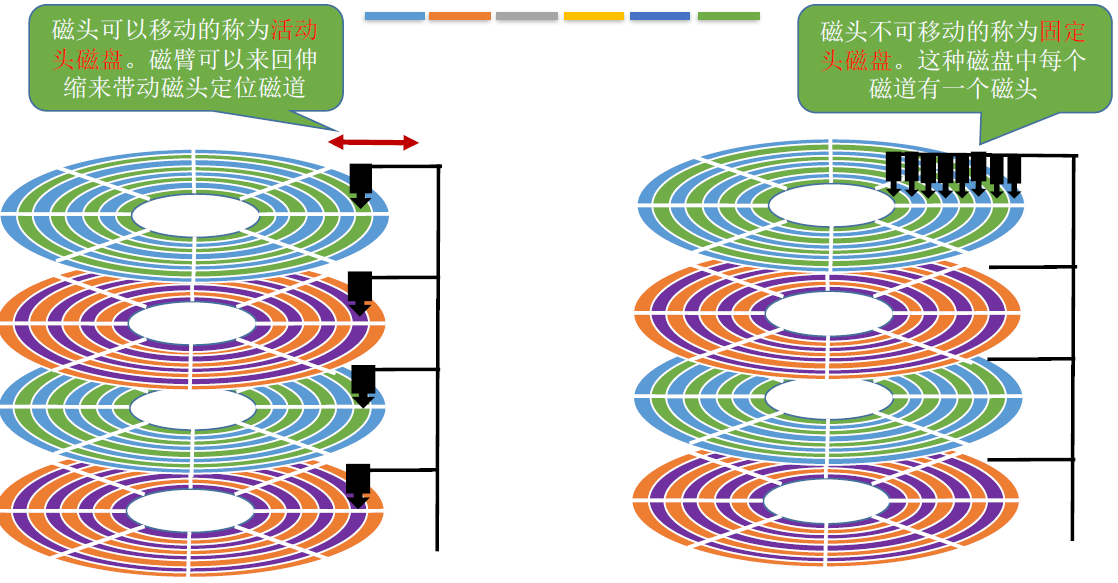 磁头可以移动的称为活动
头磁盘。磁臂可以来回伸
缩来带动磁头定位磁道
磁头不可移动的称为固定
头磁盘。这种磁盘中每个
磁道有一个磁头